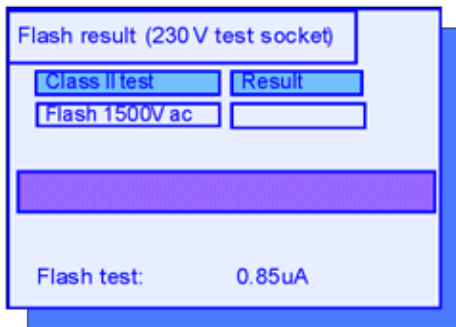 Flash result (230 V test socket)
Class II test Result
Flash 1500V ac
Flash test: 0.85uA